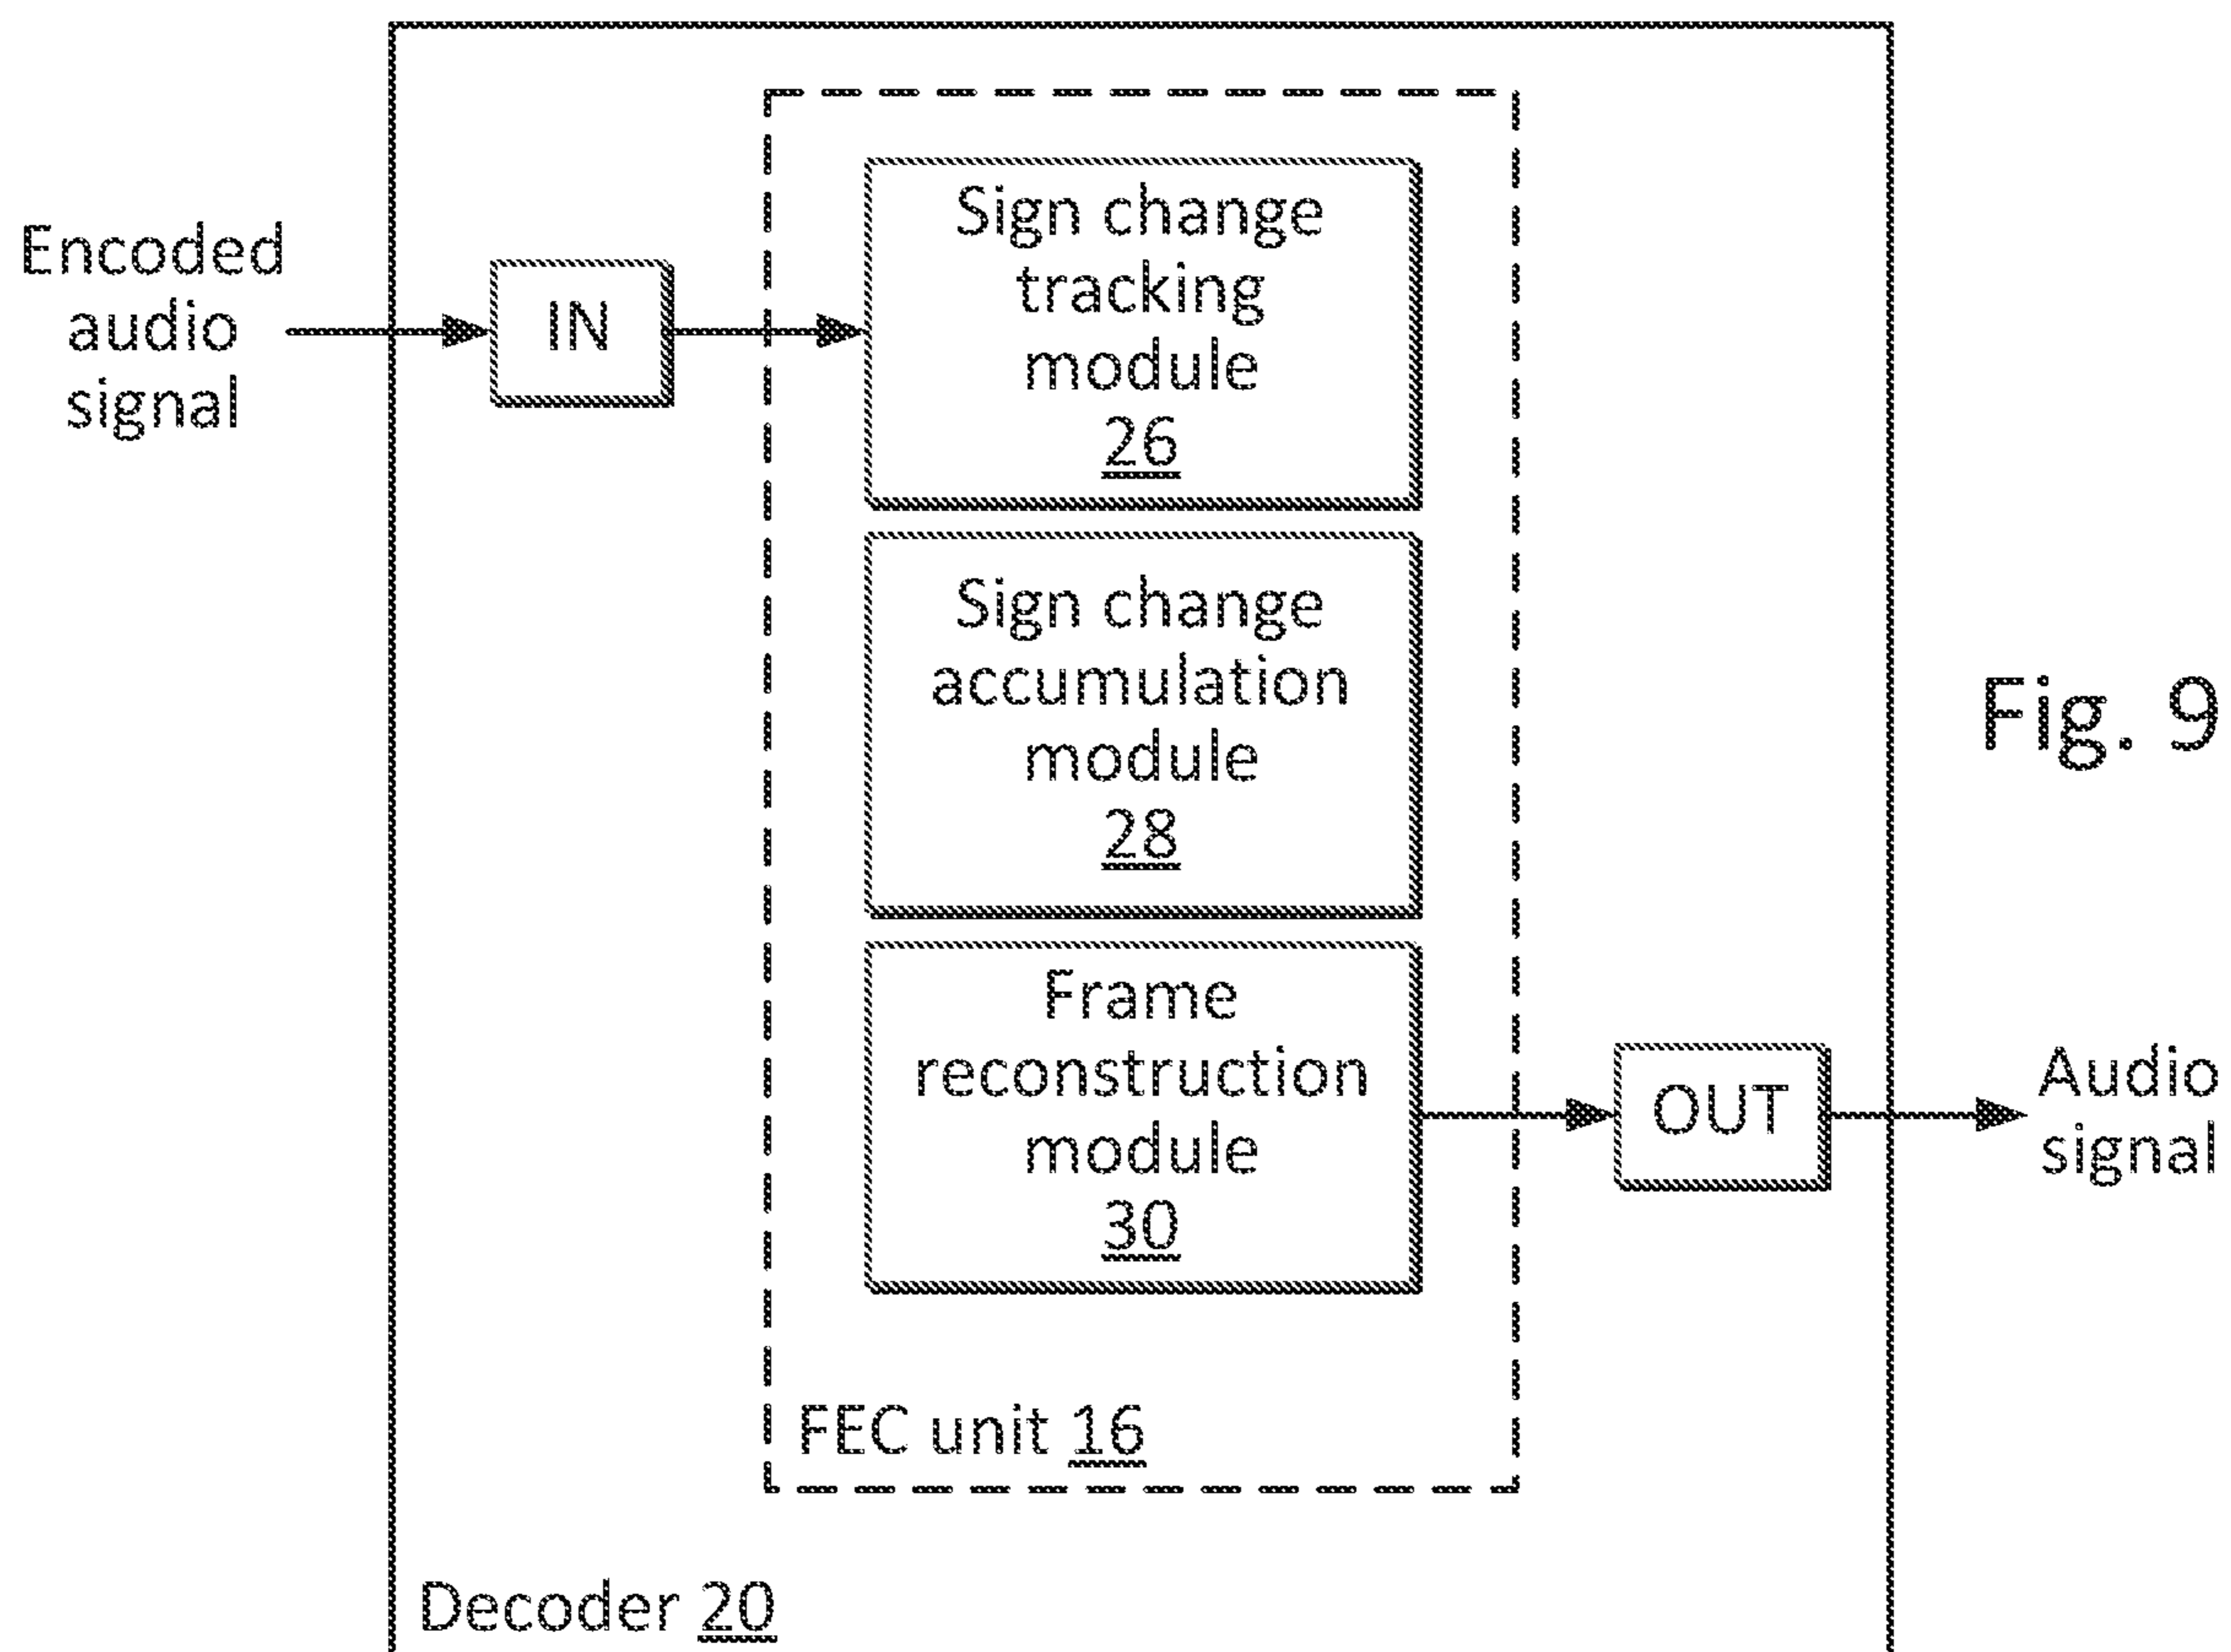 Encoded
audio
signal
IN
Sign change
tracking
module
26
Sign change
accumulation
module
28
Frame
reconstruction
module
30
FEC unit 16
OUT
Audio
signal
Decoder 20
Fig. 9